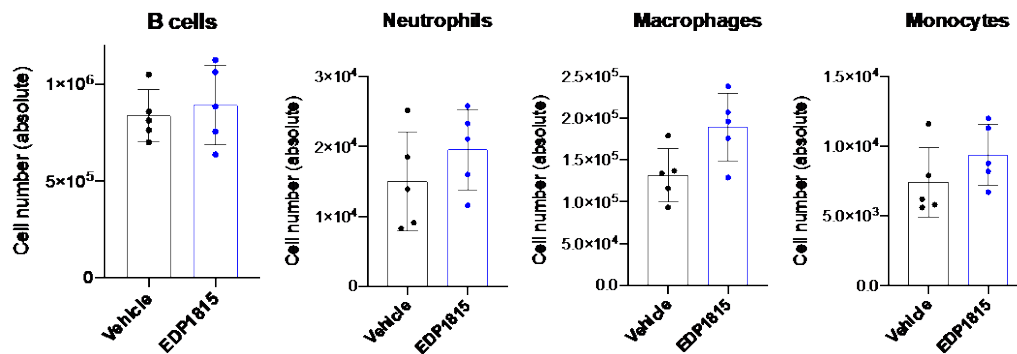 B cells
Cell number (absolute)
1×10⁶
5×10⁵
0
Vehicle
EDP1815
Neutrophils
Cell number (absolute)
3×10⁴
2×10⁴
1×10⁴
0
Vehicle
EDP1815
Macrophages
Cell number (absolute)
2.5×10⁵
2.0×10⁵
1.5×10⁵
1.0×10⁵
5.0×10⁴
0.0
Vehicle
EDP1815
Monocytes
Cell number (absolute)
1.5×10⁴
1.0×10⁴
5.0×10³
0.0
Vehicle
EDP1815